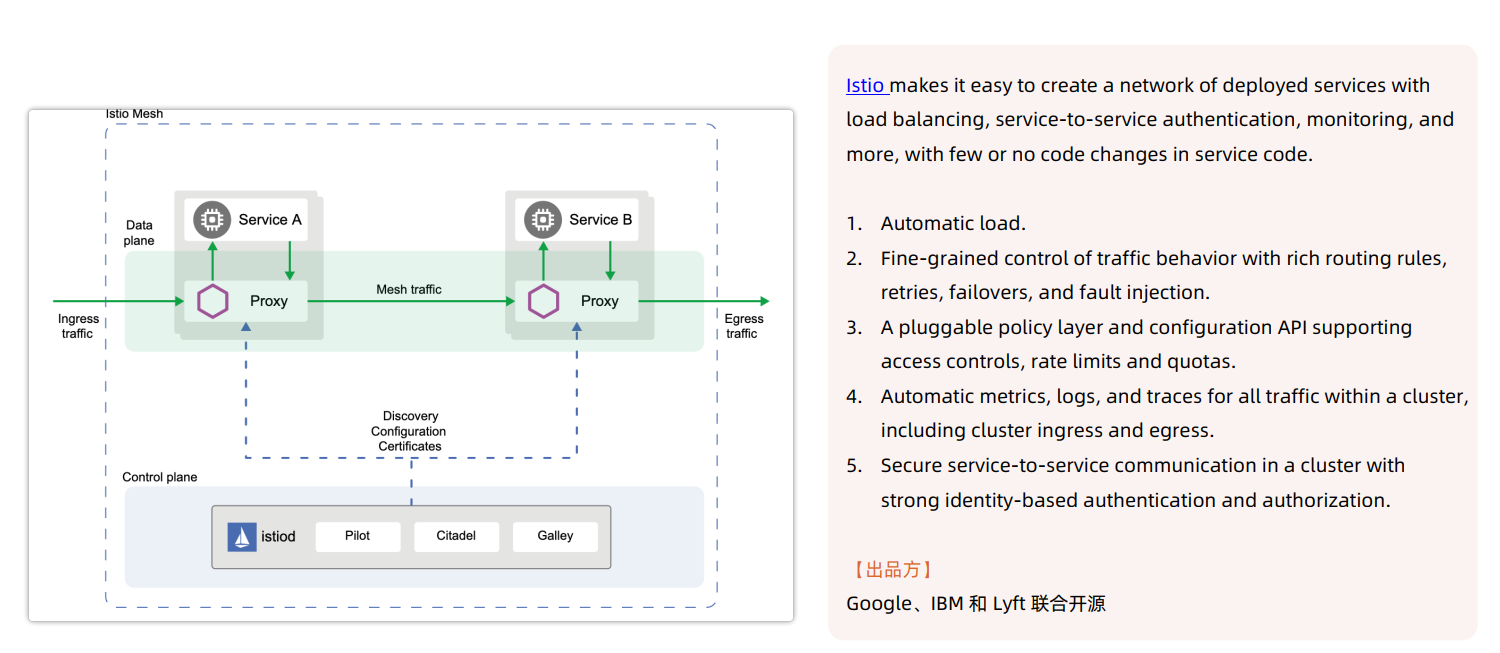 Istio Mesh
Service A
Service B
Data
plane
Proxy
Mesh traffic
Proxy
Ingress
traffic
Egress
traffic
Discovery
Configuration
Certificates
Control plane
istiod
Pilot
Citadel
Galley
Istio makes it easy to create a network of deployed services with
load balancing, service-to-service authentication, monitoring, and
more, with few or no code changes in service code.
1. Automatic load.
2. Fine-grained control of traffic behavior with rich routing rules,
retries, failovers, and fault injection.
3. A pluggable policy layer and configuration API supporting
access controls, rate limits and quotas.
4. Automatic metrics, logs, and traces for all traffic within a cluster,
including cluster ingress and egress.
5. Secure service-to-service communication in a cluster with
strong identity-based authentication and authorization.
【出品方】
Google、IBM 和 Lyft 联合开源